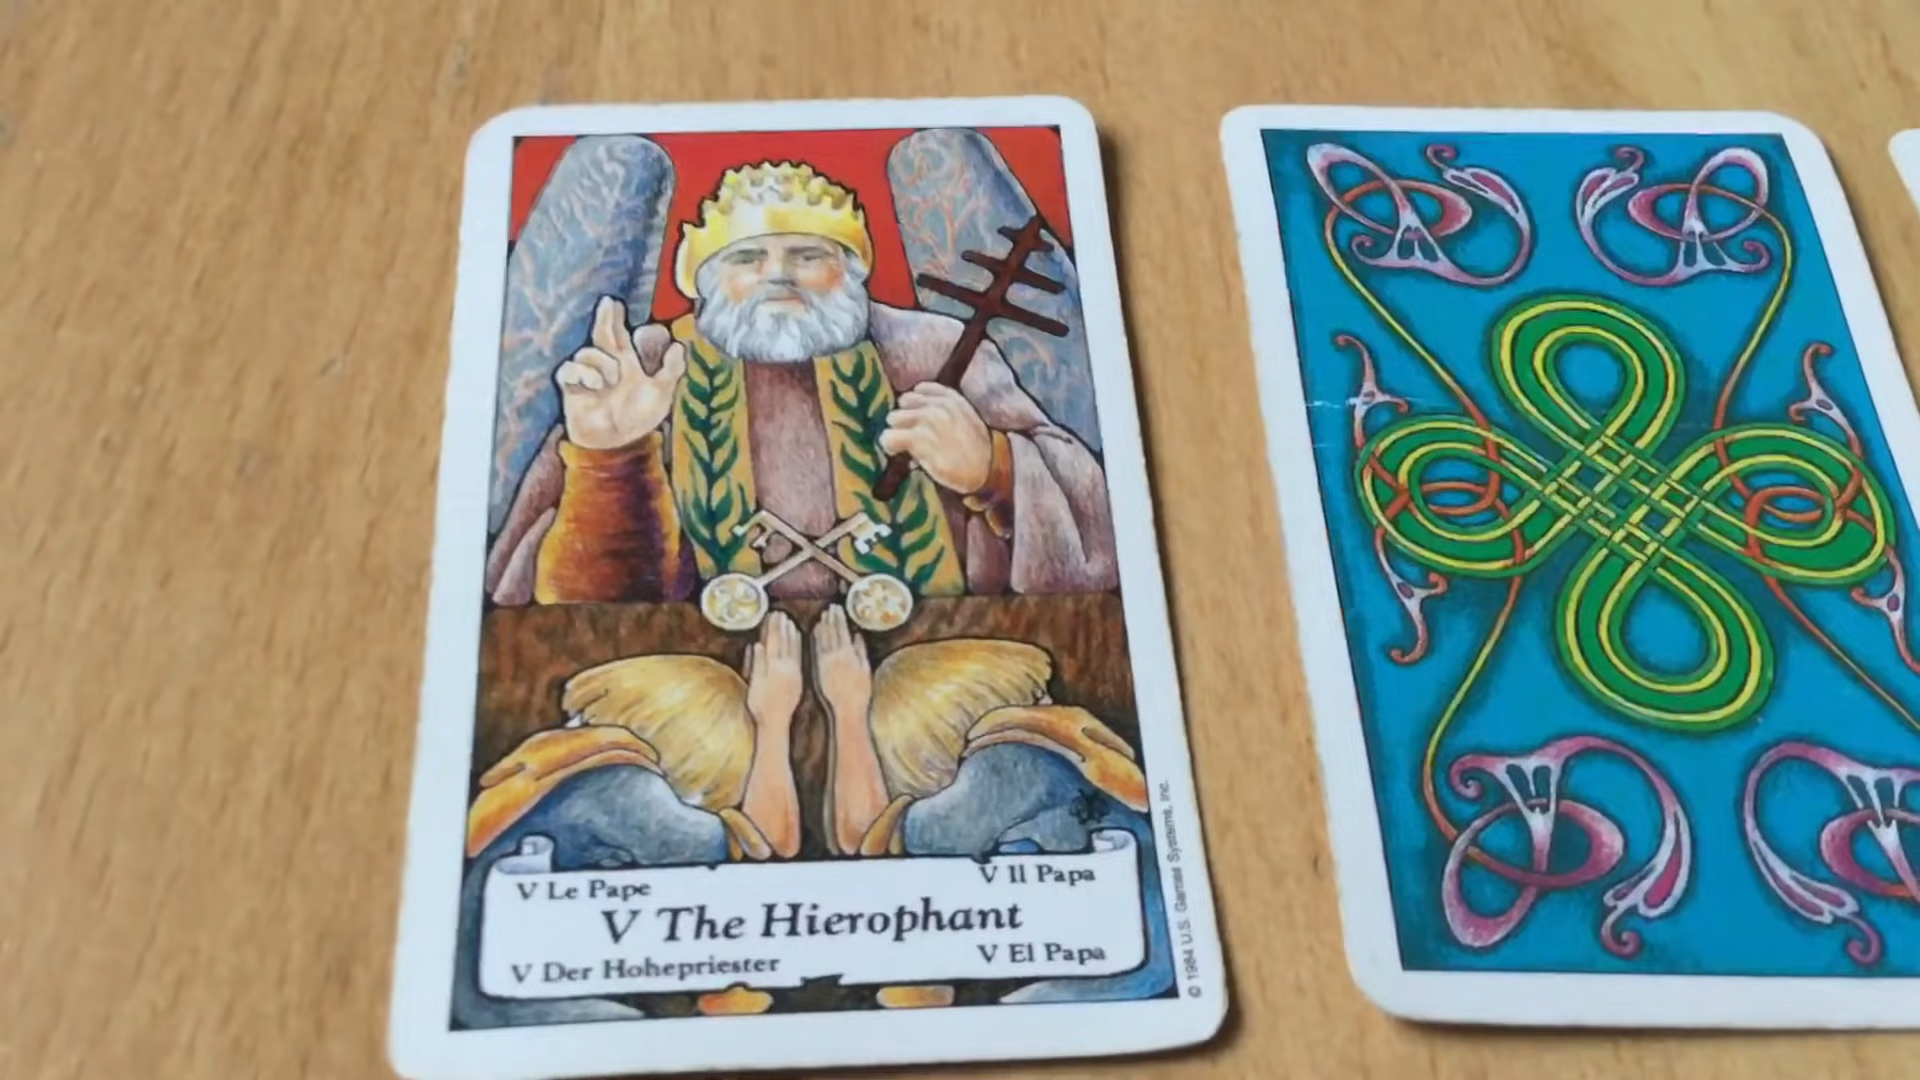 V Le Pape
V Il Papa
V The Hierophant
V Der Hohepriester
V El Papa
© 1984 U.S. Games Systems, Inc.